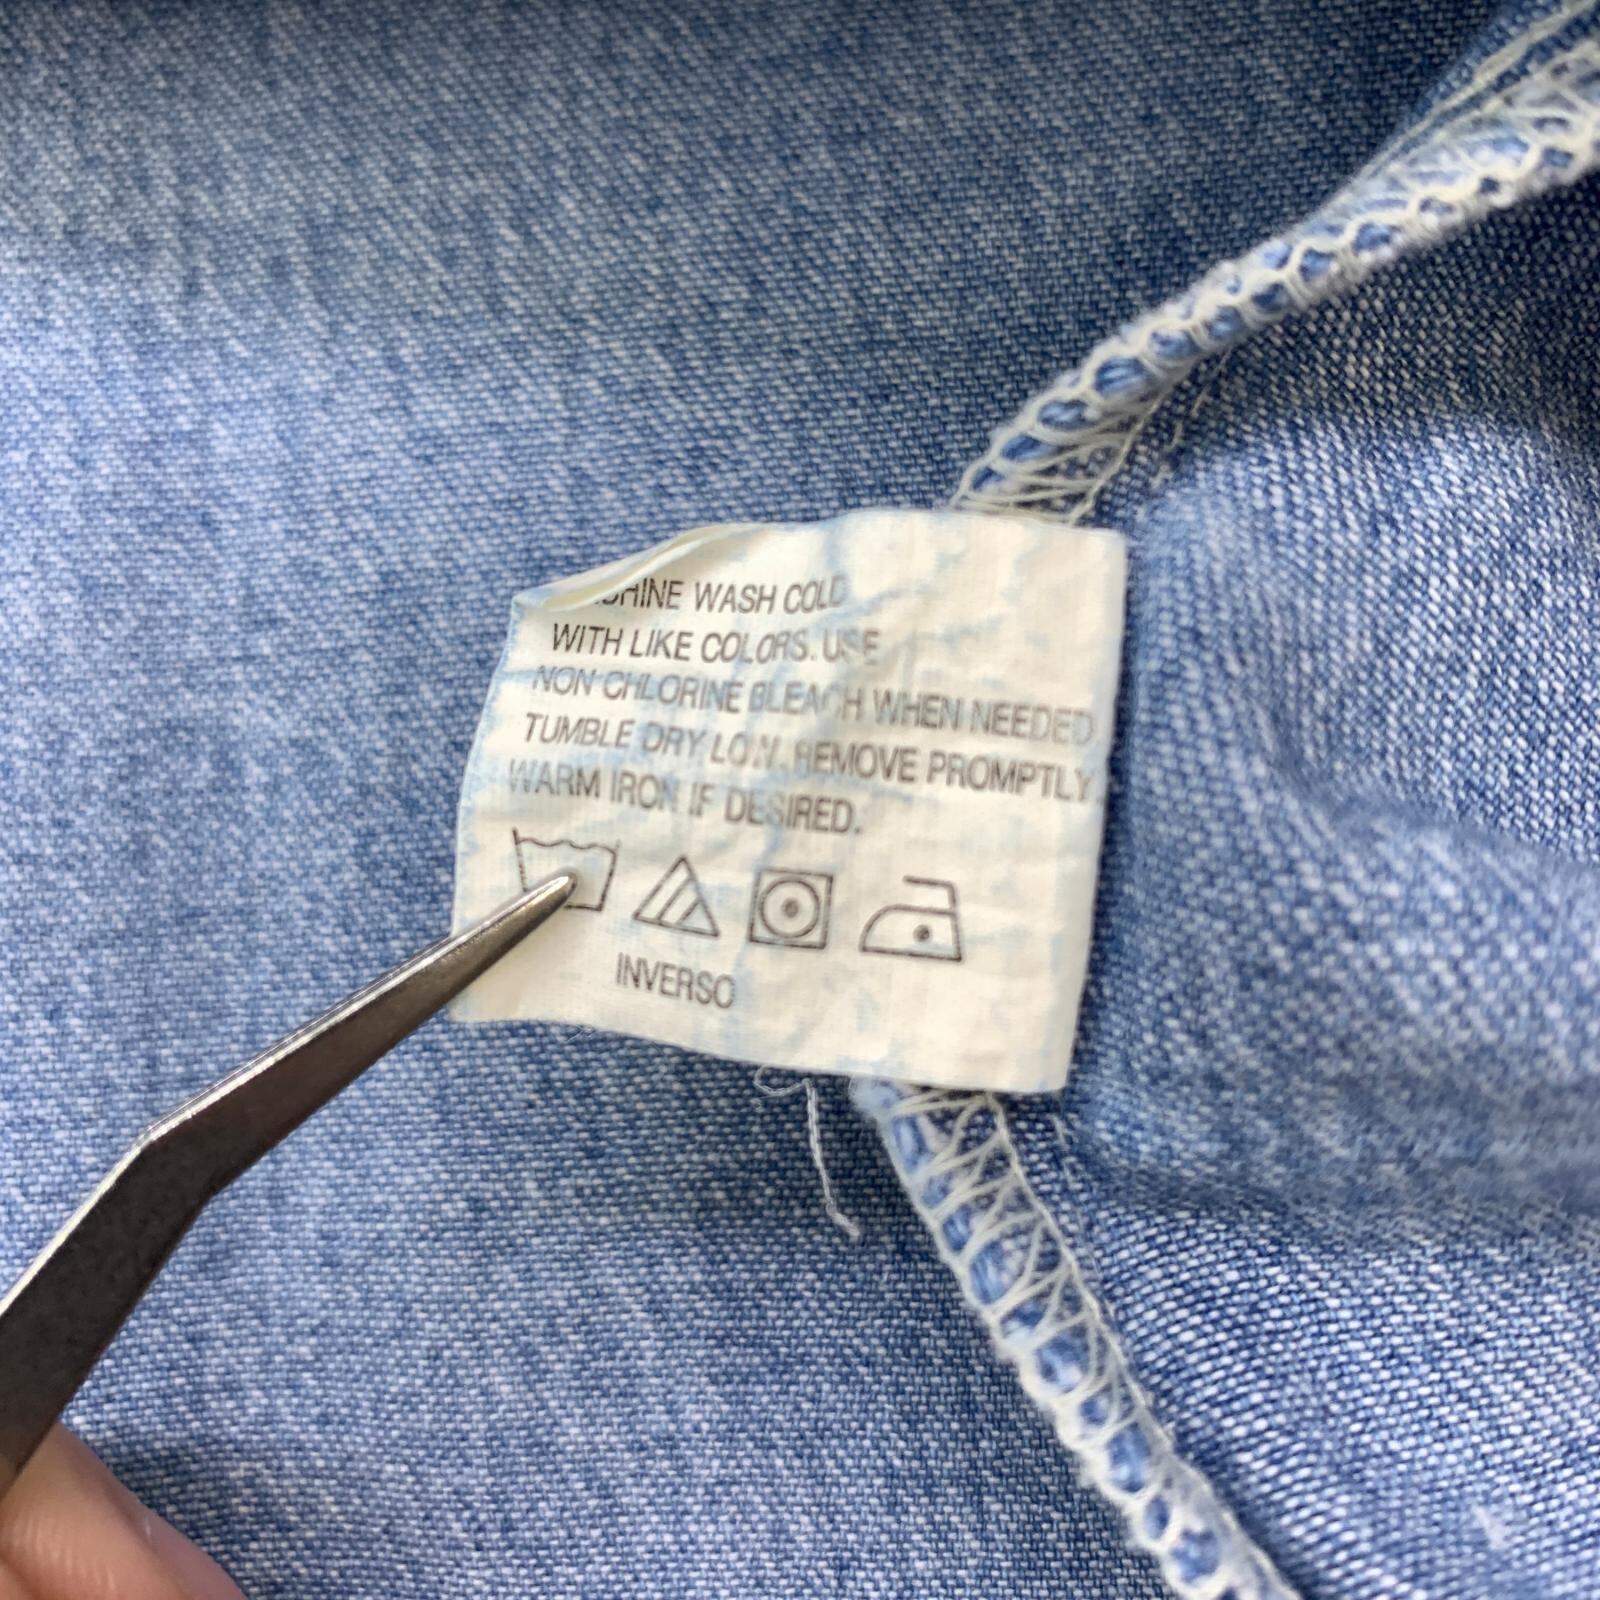 MACHINE WASH COLD
WITH LIKE COLORS. USE
NON CHLORINE BLEACH WHEN NEEDED
TUMBLE DRY LOW. REMOVE PROMPTLY
WARM IRON IF DESIRED.
INVERSO